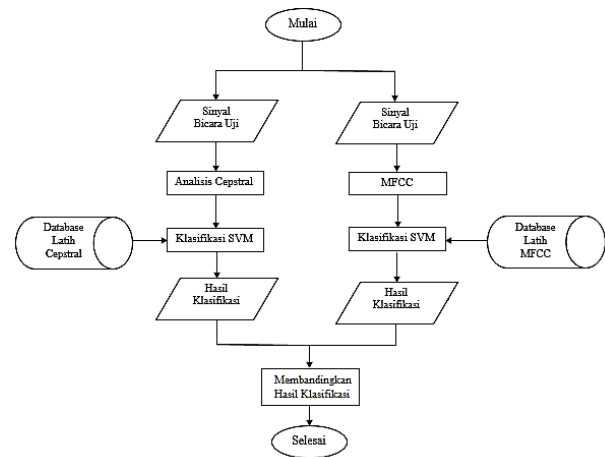 Mulai
Sinyal
Bicara Uji
Sinyal
Bicara Uji
Analisis Cepstral
MFCC
Database
Latih
Cepstral
Klasifikasi SVM
Klasifikasi SVM
Database
Latih
MFCC
Hasil
Klasifikasi
Hasil
Klasifikasi
Membandingkan
Hasil Klasifikasi
Selesai